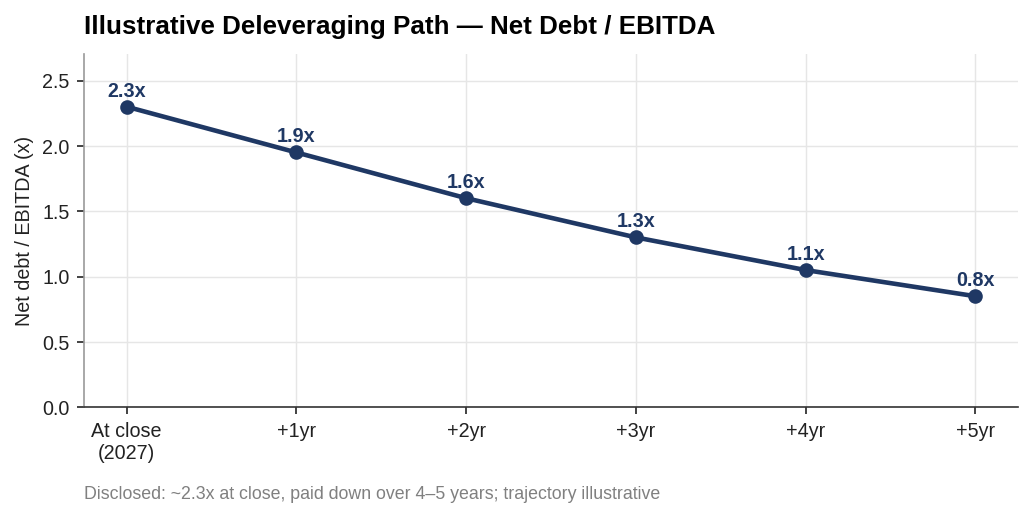 Illustrative Deleveraging Path — Net Debt / EBITDA
Net debt / EBITDA (x)
2.5
2.0
1.5
1.0
0.5
0.0
2.3x
1.9x
1.6x
1.3x
1.1x
0.8x
At close
(2027)
+1yr
+2yr
+3yr
+4yr
+5yr
Disclosed: ~2.3x at close, paid down over 4–5 years; trajectory illustrative